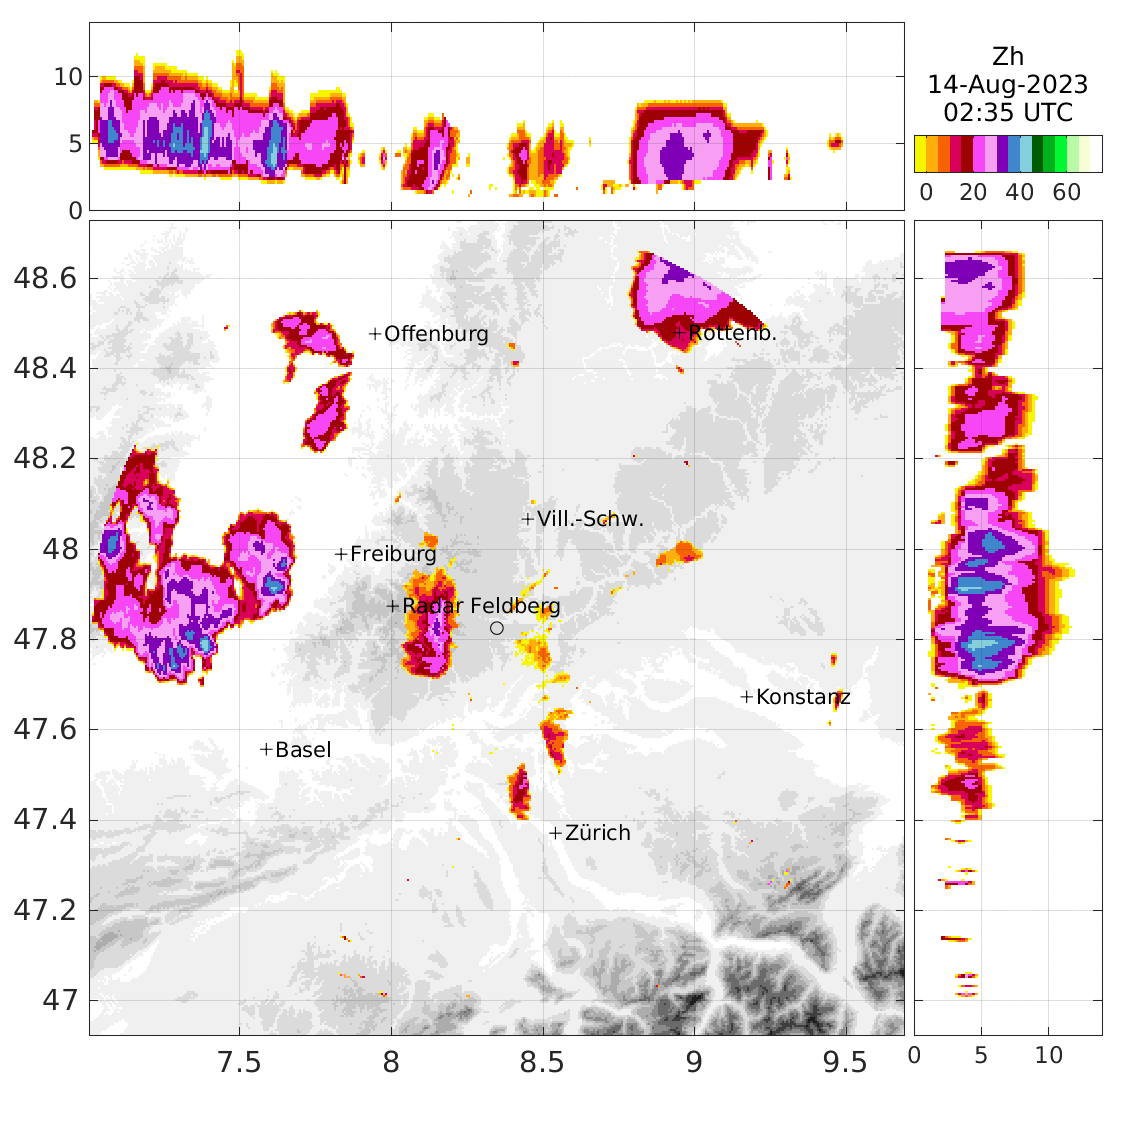 Zh
14-Aug-2023
02:35 UTC
0 20 40 60
10
5
0
48.6
48.4
48.2
48
47.8
47.6
47.4
47.2
47
+Offenburg
+Rottenb.
+Vill.-Schw.
+Freiburg
+Radar Feldberg
+Konstanz
+Basel
+Zürich
7.5 8 8.5 9 9.5
0 5 10